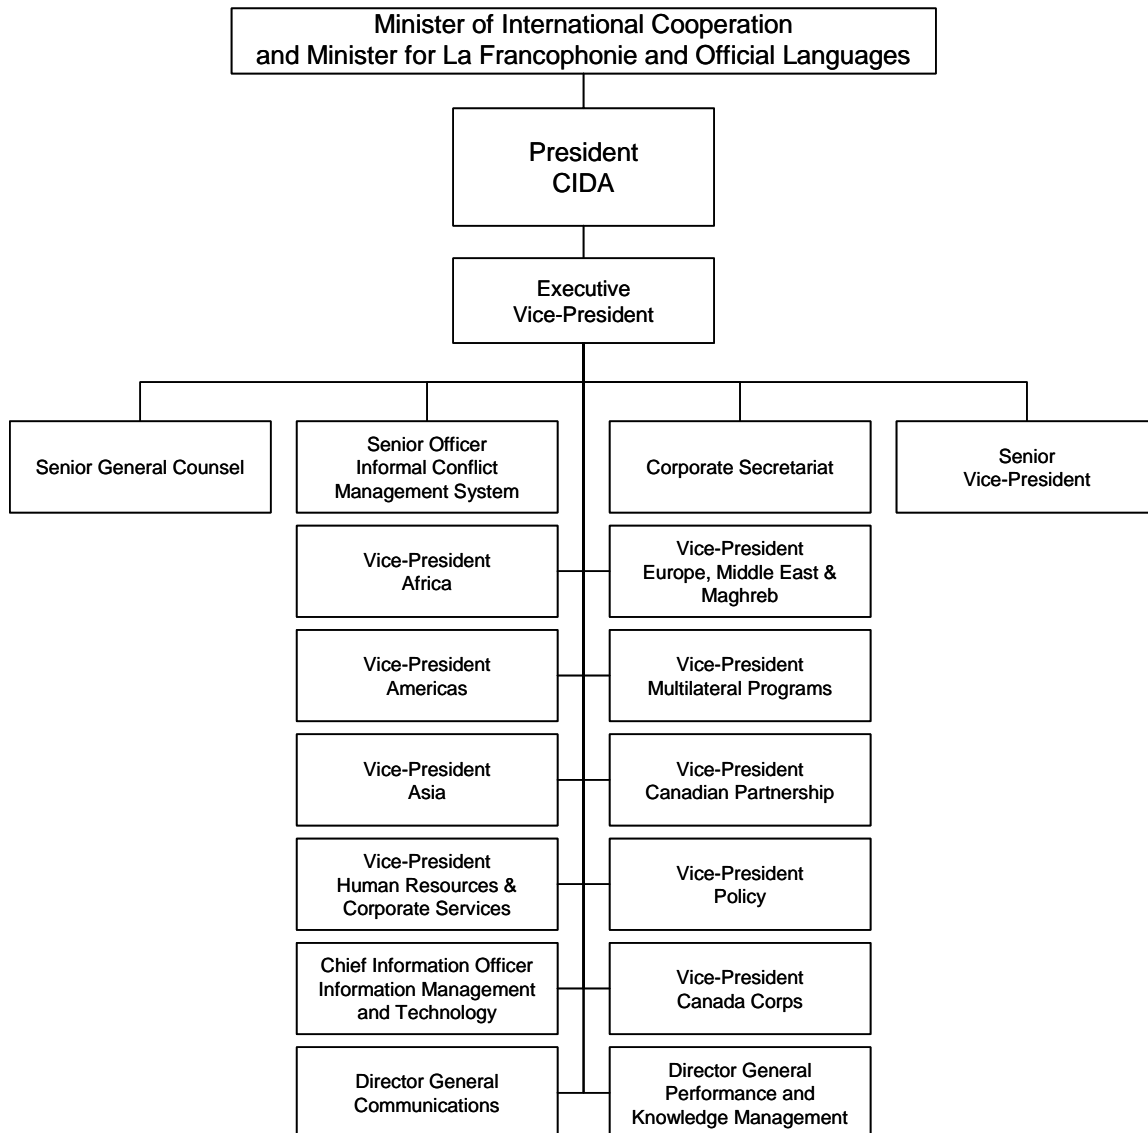 Minister of International Cooperation
and Minister for La Francophonie and Official Languages
President
CIDA
Executive
Vice-President
Senior General Counsel
Senior Officer
Informal Conflict
Management System
Corporate Secretariat
Senior
Vice-President
Vice-President
Africa
Vice-President
Europe, Middle East &
Maghreb
Vice-President
Americas
Vice-President
Multilateral Programs
Vice-President
Asia
Vice-President
Canadian Partnership
Vice-President
Human Resources &
Corporate Services
Vice-President
Policy
Chief Information Officer
Information Management
and Technology
Vice-President
Canada Corps
Director General
Communications
Director General
Performance and
Knowledge Management